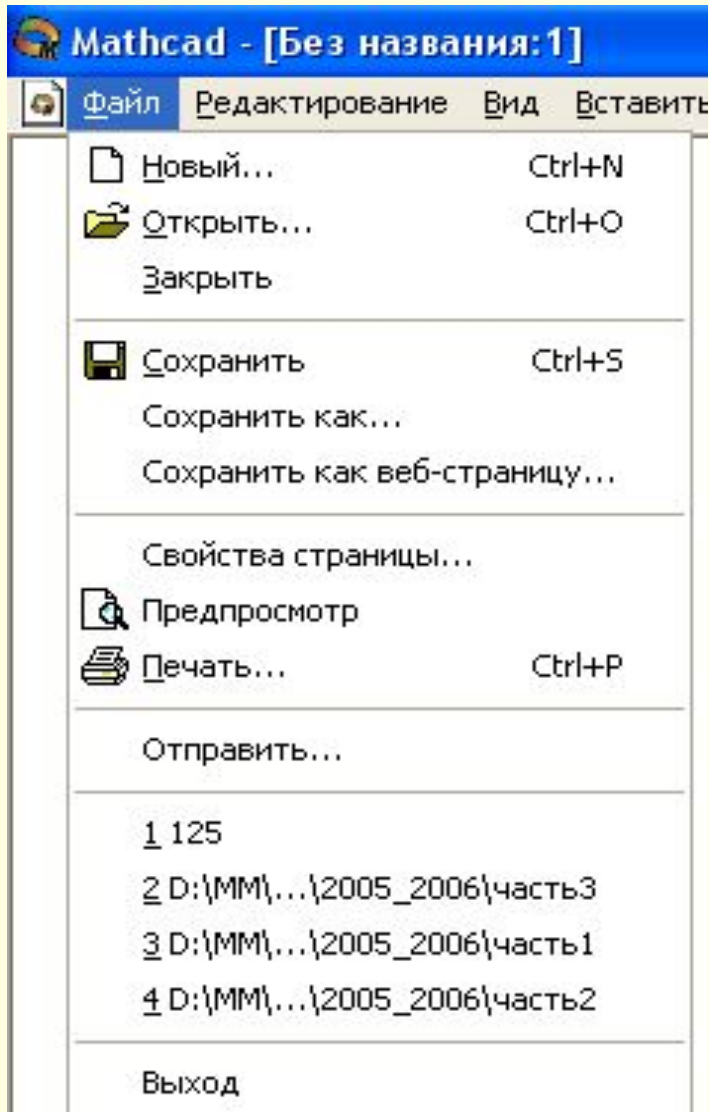 Mathcad - [Без названия:1]
Файл Редактирование Вид Вставить
Новый... Ctrl+N
Открыть... Ctrl+O
Закрыть
Сохранить Ctrl+S
Сохранить как...
Сохранить как веб-страницу...
Свойства страницы...
Предпросмотр
Печать... Ctrl+P
Отправить...
1 125
2 D:\MM\...\2005_2006\часть3
3 D:\MM\...\2005_2006\часть1
4 D:\MM\...\2005_2006\часть2
Выход